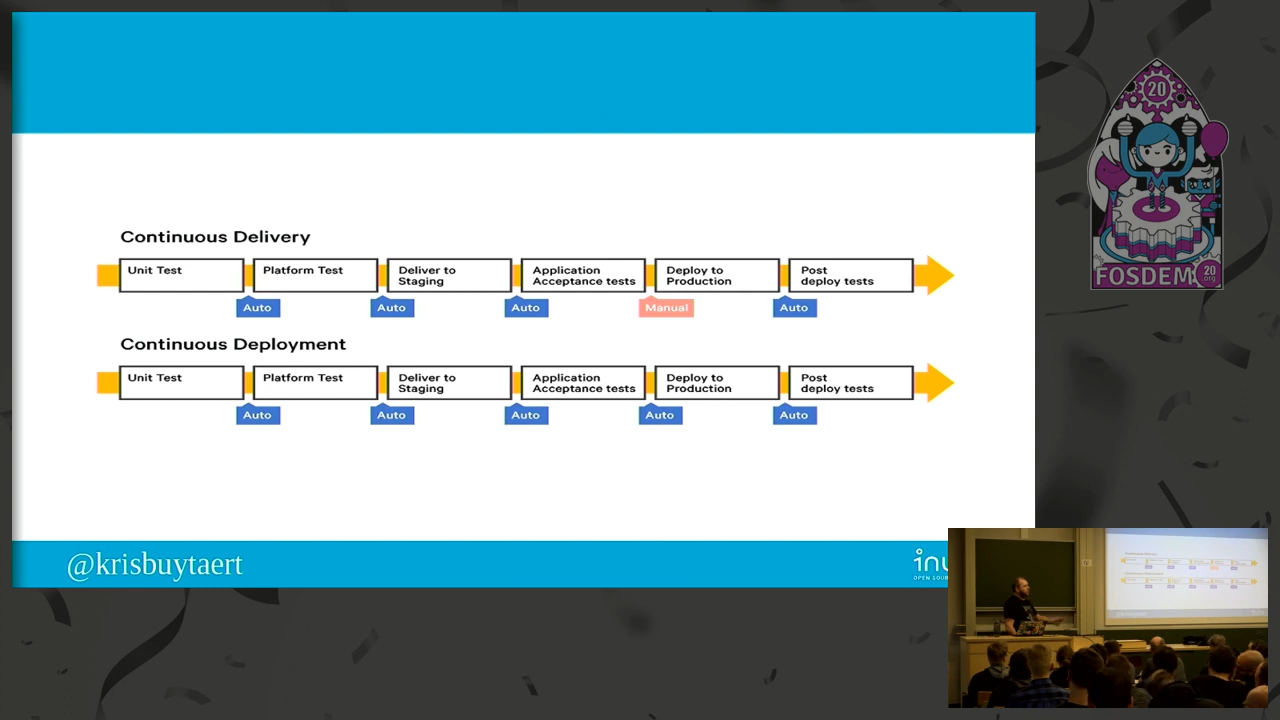 Continuous Delivery
Unit Test
Platform Test
Deliver to
Staging
Application
Acceptance tests
Deploy to
Production
Post
deploy tests
Auto
Auto
Auto
Manual
Auto
Continuous Deployment
Unit Test
Platform Test
Deliver to
Staging
Application
Acceptance tests
Deploy to
Production
Post
deploy tests
Auto
Auto
Auto
Auto
Auto
@krisbuytaert
20
FOSDEM
20
.org